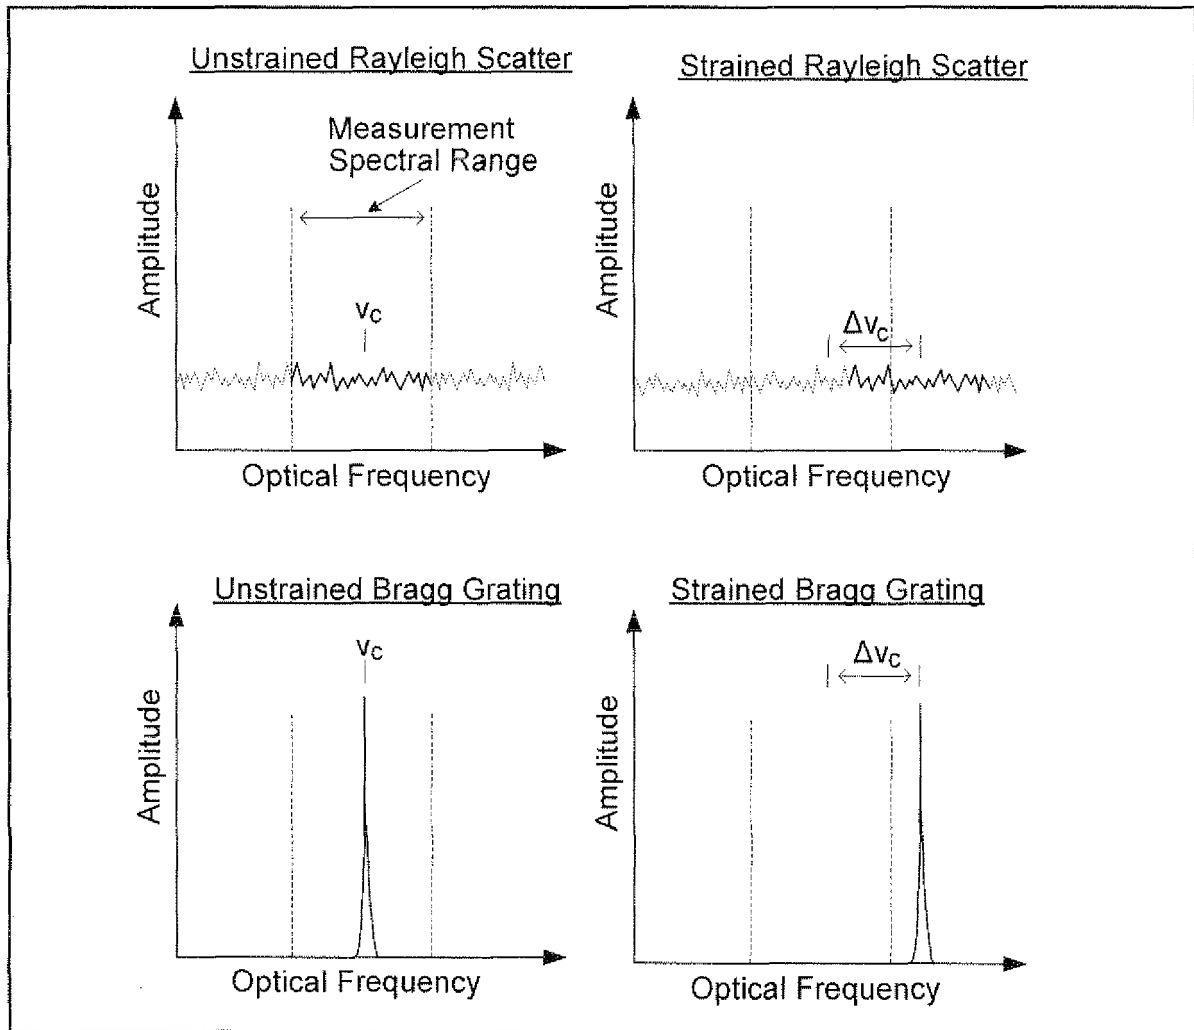 Unstrained Rayleigh Scatter
Strained Rayleigh Scatter
Measurement
Spectral Range
Amplitude
Amplitude
νc
Δνc
Optical Frequency
Optical Frequency
Unstrained Bragg Grating
Strained Bragg Grating
νc
Δνc
Amplitude
Amplitude
Optical Frequency
Optical Frequency